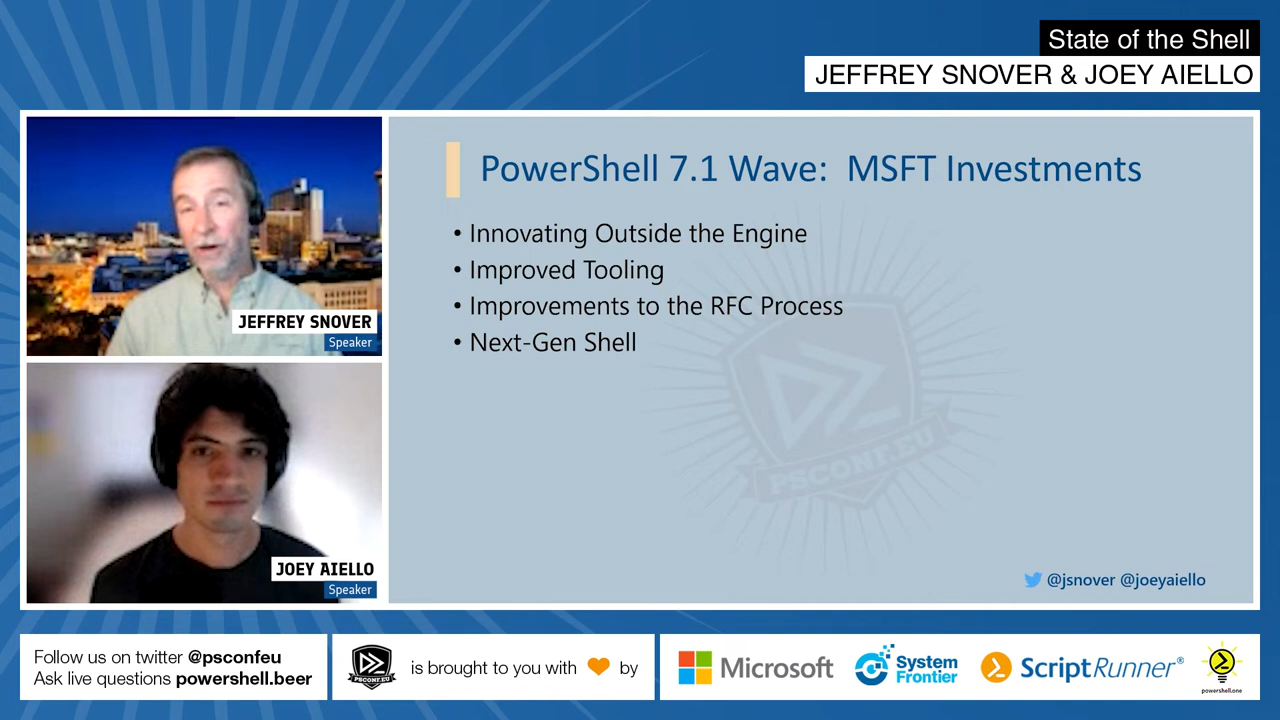 State of the Shell
JEFFREY SNOVER & JOEY AIELLO
PowerShell 7.1 Wave:  MSFT Investments
• Innovating Outside the Engine
• Improved Tooling
• Improvements to the RFC Process
• Next-Gen Shell
PSCONF.EU
@jsnover @joeyaiello
JEFFREY SNOVER
Speaker
JOEY AIELLO
Speaker
Follow us on twitter @psconfeu
Ask live questions powershell.beer
PSCONF.EU
is brought to you with
by
Microsoft
System
Frontier
ScriptRunner®
powershell.one